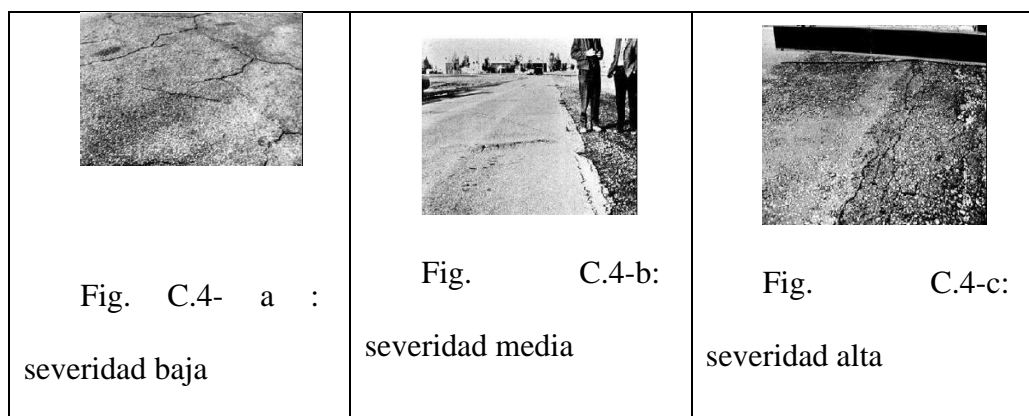 Fig. C.4- a :
severidad baja
Fig. C.4-b:
severidad media
Fig. C.4-c:
severidad alta